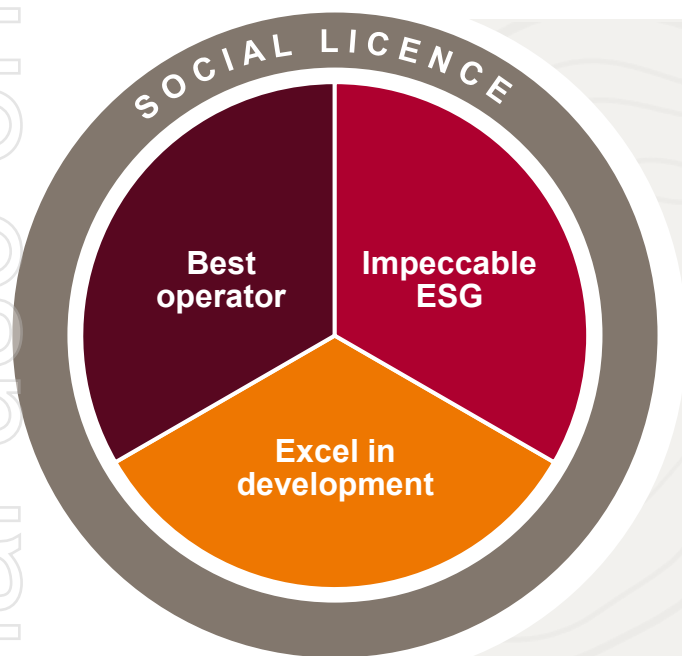 SOCIAL LICENCE
Best
operator
Impeccable
ESG
Excel in
development